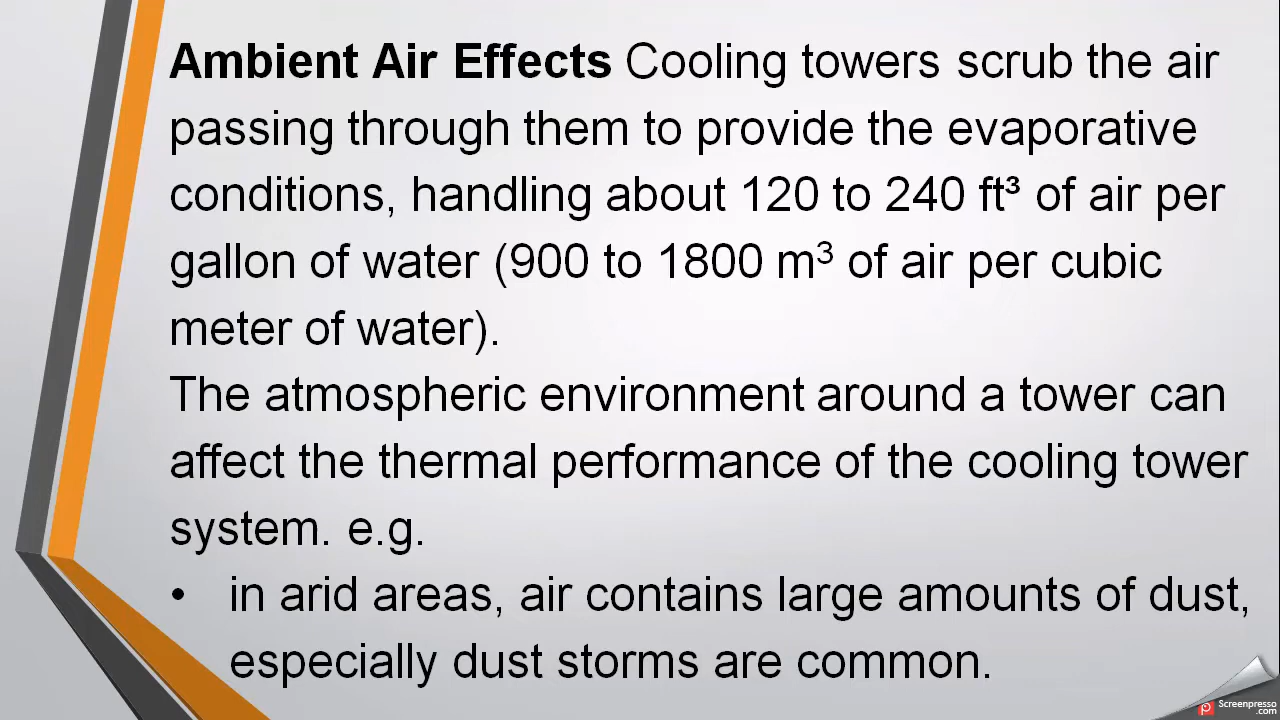 Ambient Air Effects Cooling towers scrub the air
passing through them to provide the evaporative
conditions, handling about 120 to 240 ft³ of air per
gallon of water (900 to 1800 m³ of air per cubic
meter of water).
The atmospheric environment around a tower can
affect the thermal performance of the cooling tower
system. e.g.
• in arid areas, air contains large amounts of dust,
especially dust storms are common.
Screenpresso
.com